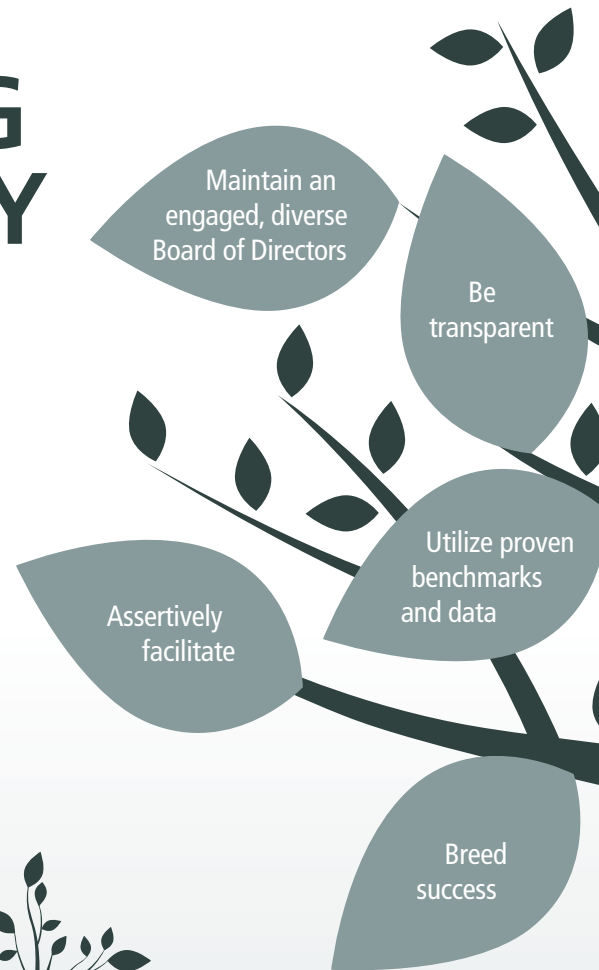 G
Y
Maintain an
engaged, diverse
Board of Directors
Be
transparent
Utilize proven
benchmarks
and data
Assertively
facilitate
Breed
success